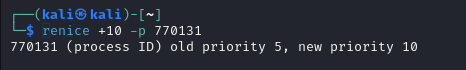 ┌──(kali㉿kali)-[~]
└─$ renice +10 -p 770131
770131 (process ID) old priority 5, new priority 10